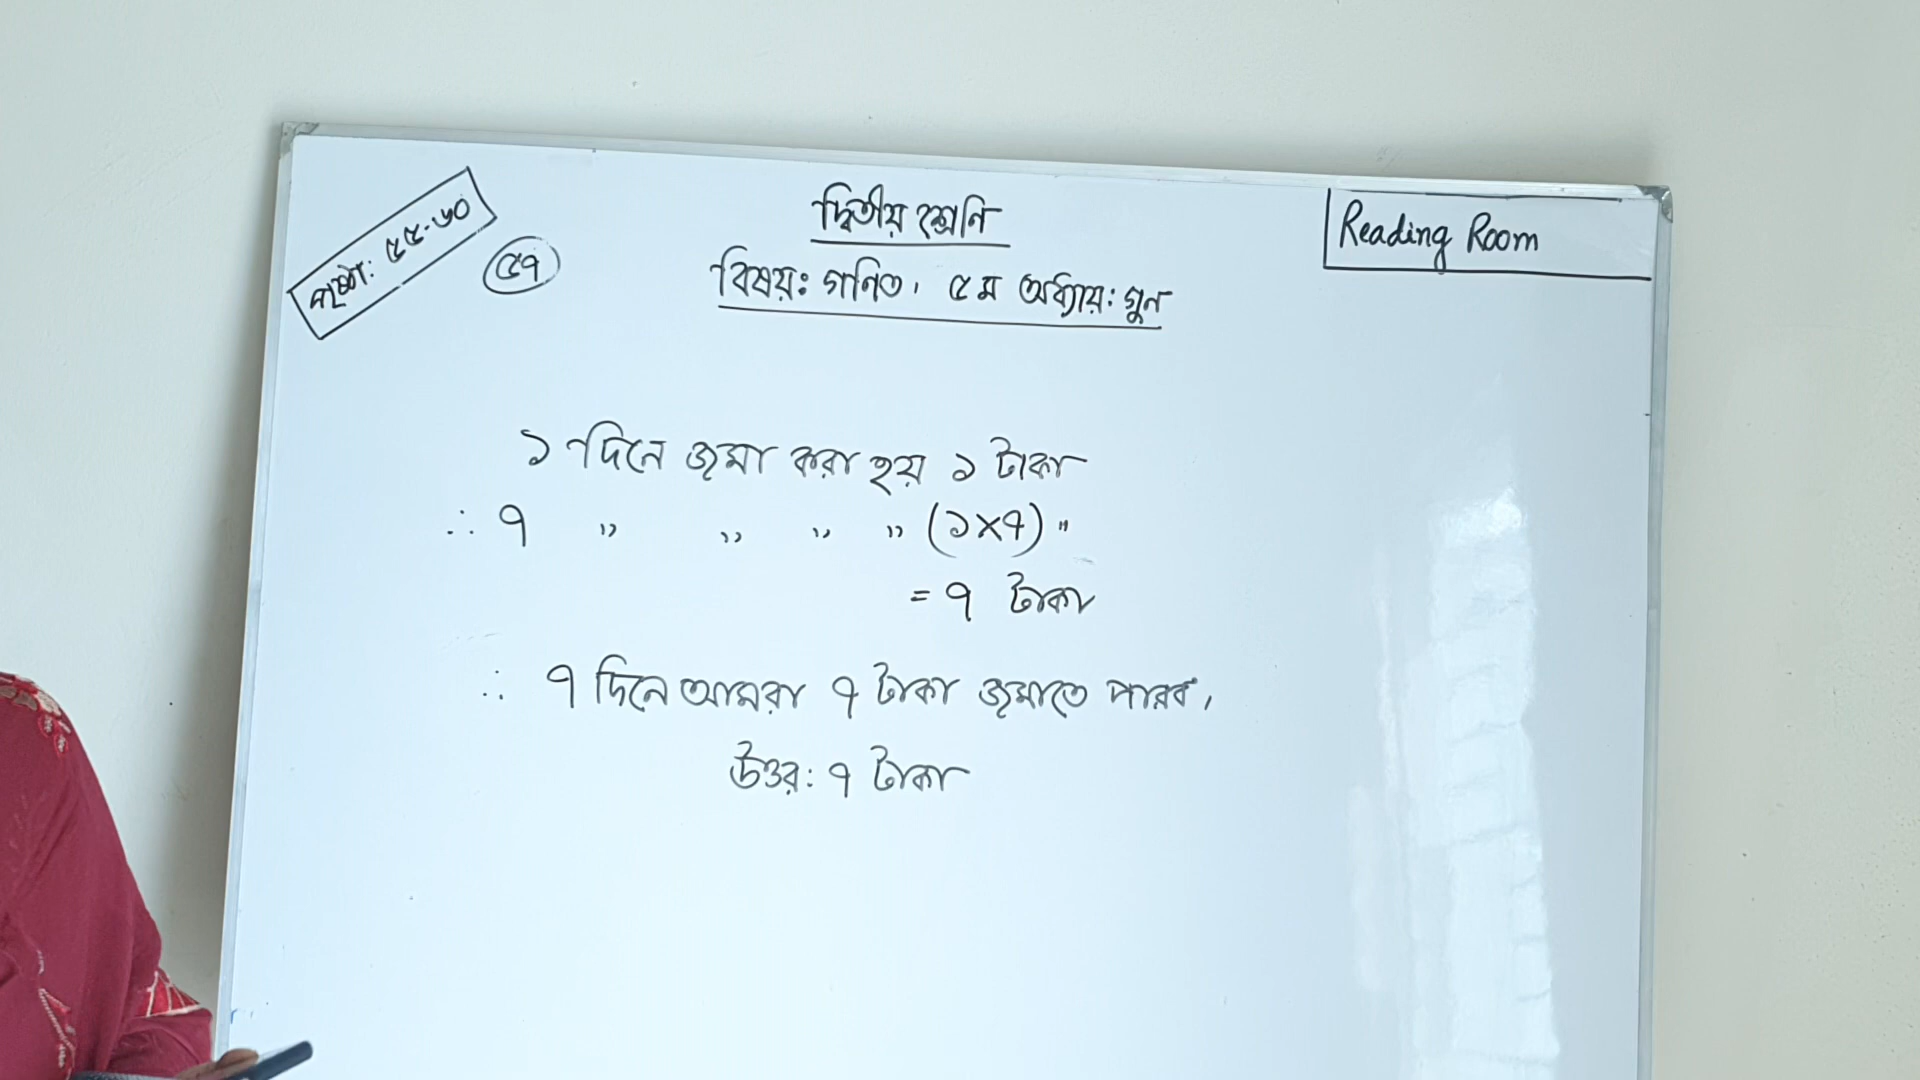 পৃষ্ঠা: ৫৫-৬০
৫৭
দ্বিতীয় শ্রেনি
বিষয়ঃ গনিত, ৫ম অধ্যায়ঃ গুন
Reading Room
১ দিনে জমা করা হয় ১ টাকা
∴ ৭ " " " " (১×৭) "
= ৭ টাকা
∴ ৭ দিনে আমরা ৭ টাকা জমাতে পারব,
উত্তর: ৭ টাকা